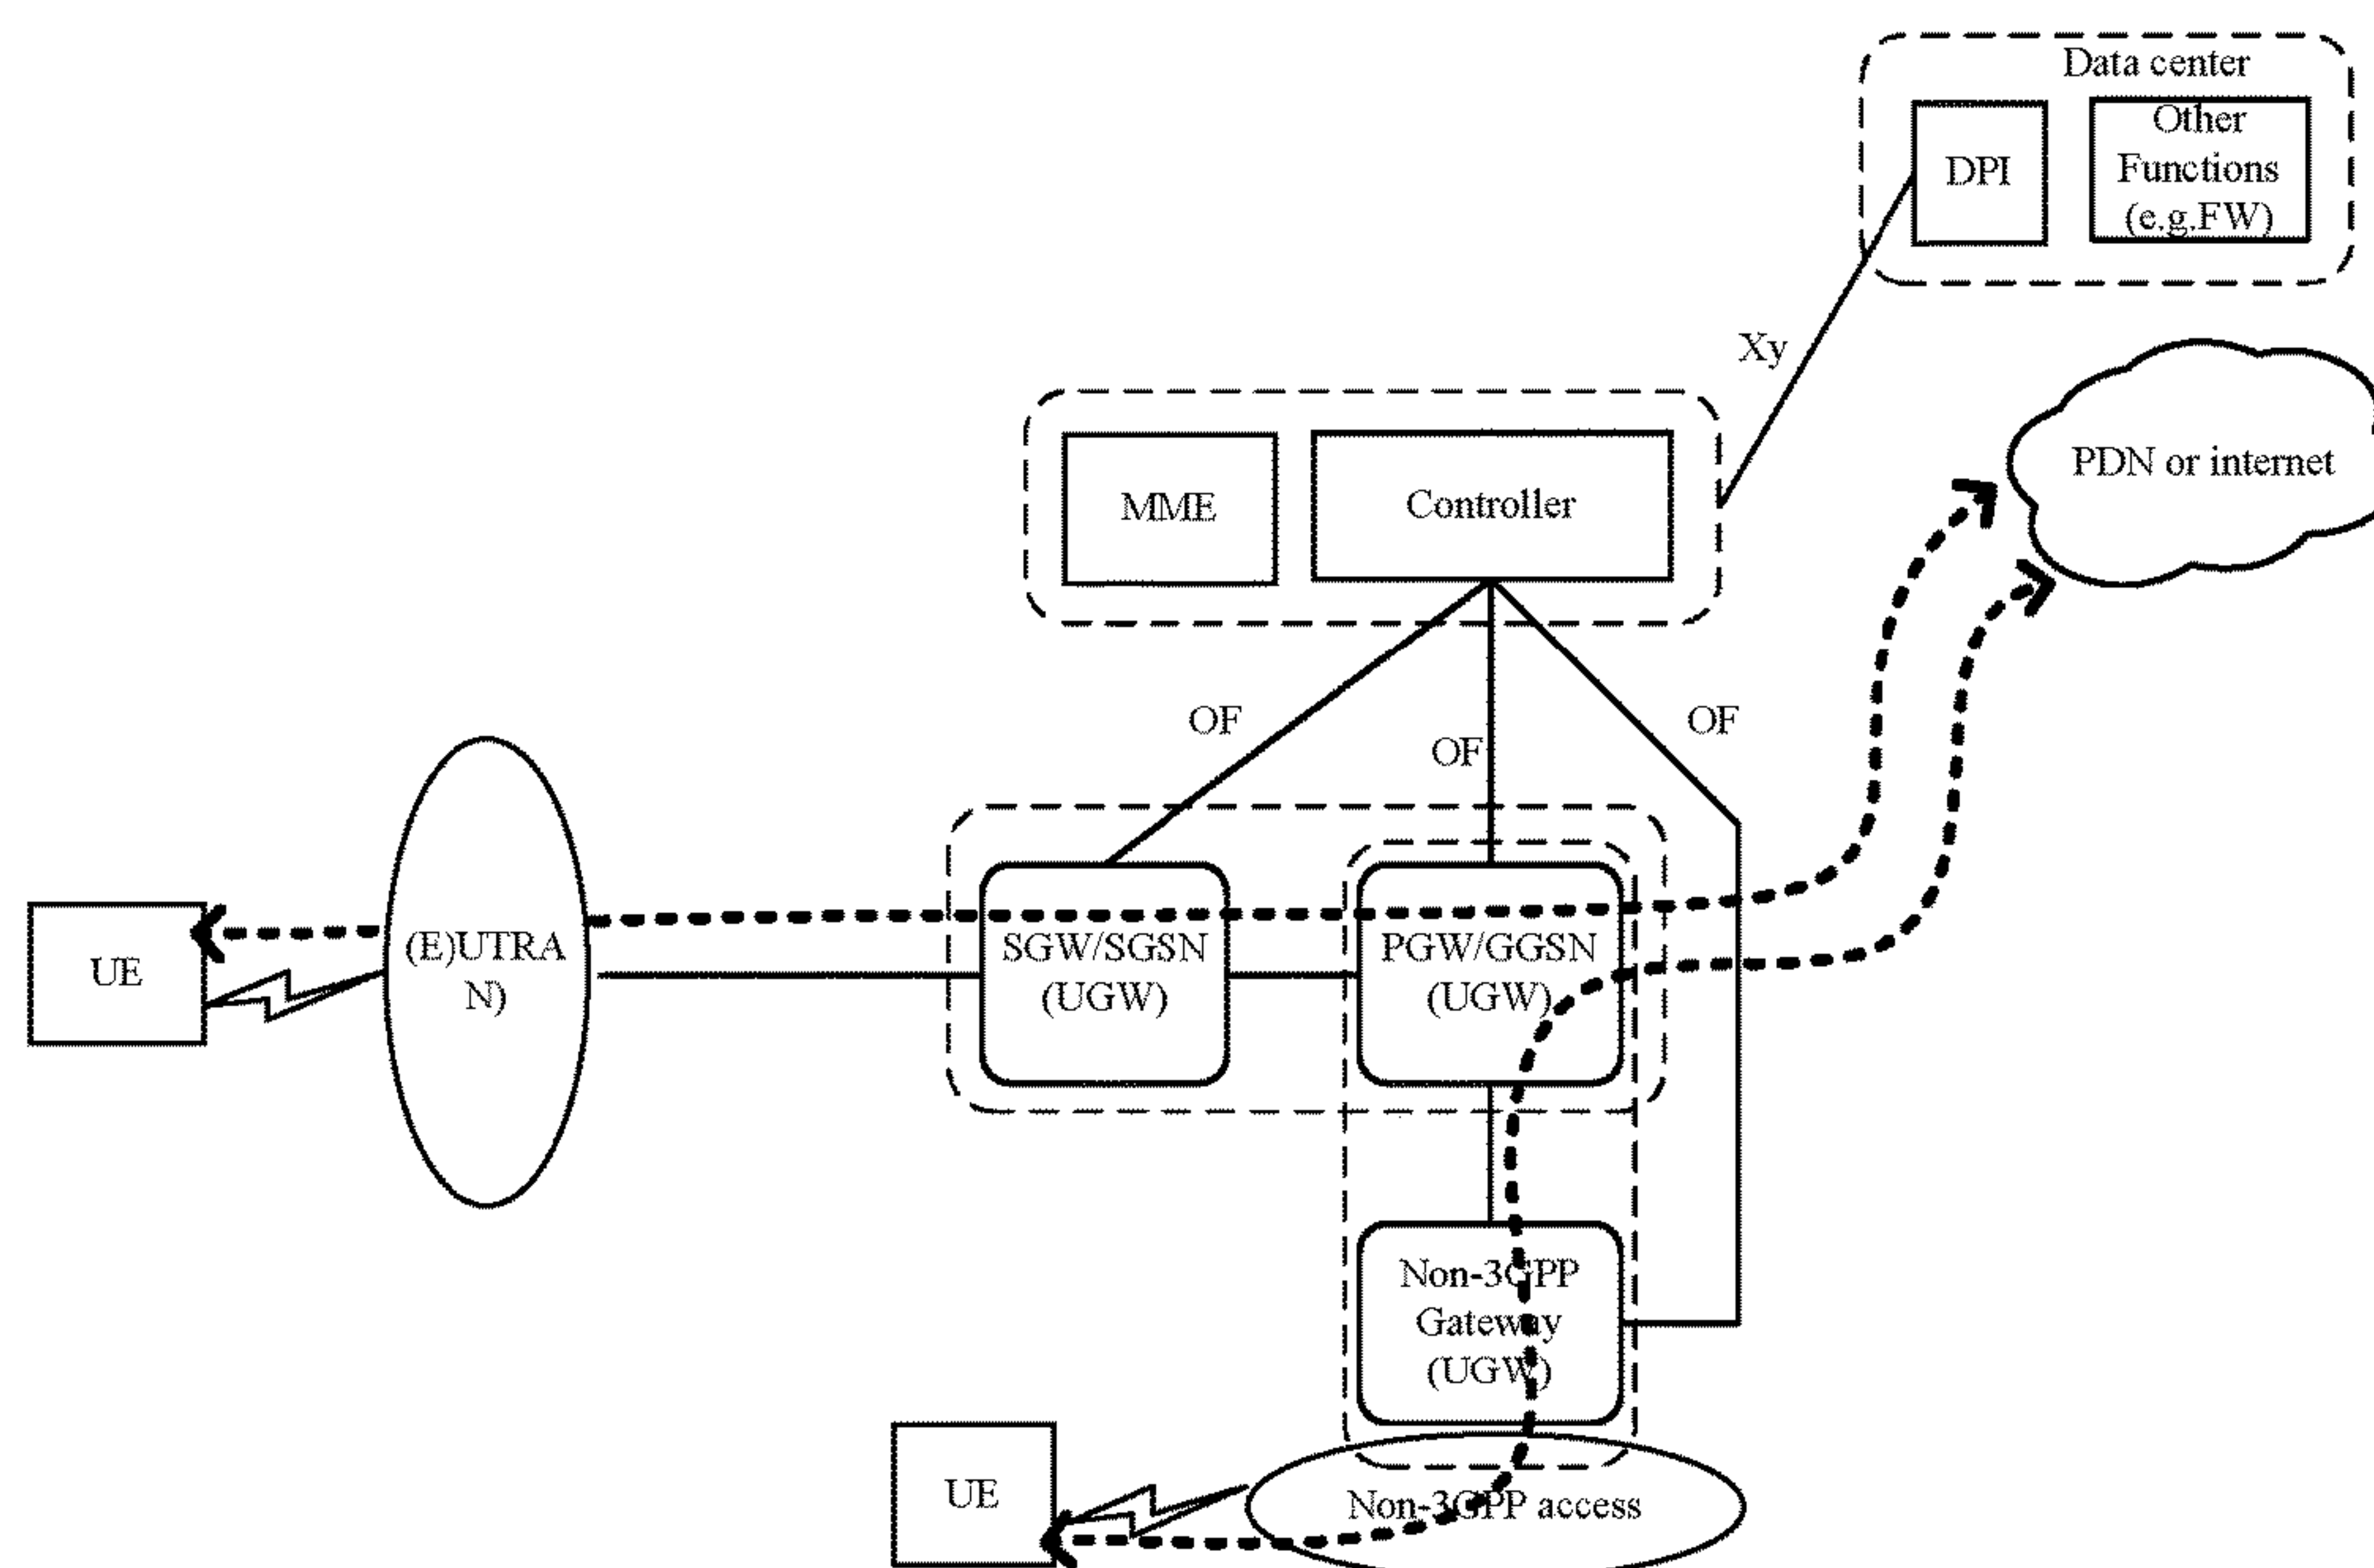 Data center
DPI
Other
Functions
(e.g.FW)
Xy
PDN or internet
MME
Controller
OF
OF
OF
UE
(E)UTRA
N)
SGW/SGSN
(UGW)
PGW/GGSN
(UGW)
Non-3GPP
Gateway
(UGW)
UE
Non-3GPP access